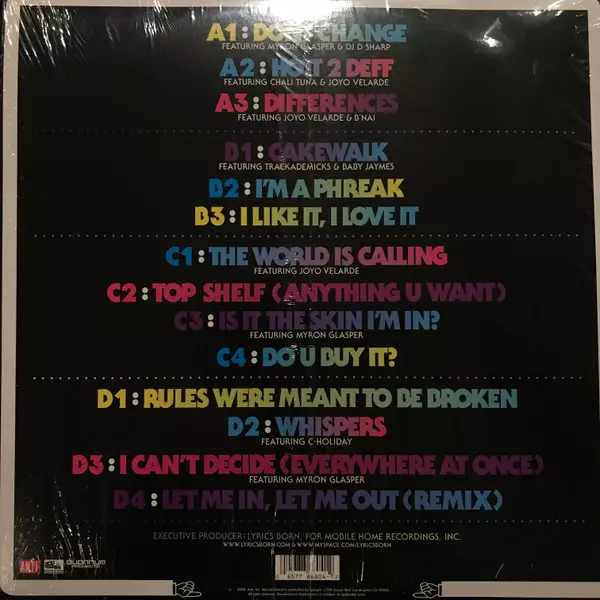 A1: DON'T CHANGE
FEATURING MYRON GLASPER & DJ D SHARP
A2: HOTT 2 DEFF
FEATURING CHALI TUNA & JOYO VELARDE
A3: DIFFERENCES
FEATURING JOYO VELARDE & B'NAI
B1: CAKEWALK
FEATURING TRACKADEMICKS & BABY JAYMES
B2: I'M A PHREAK
B3: I LIKE IT, I LOVE IT
C1: THE WORLD IS CALLING
FEATURING JOYO VELARDE
C2: TOP SHELF (ANYTHING U WANT)
C3: IS IT THE SKIN I'M IN?
FEATURING MYRON GLASPER
C4: DO U BUY IT?
D1: RULES WERE MEANT TO BE BROKEN
D2: WHISPERS
FEATURING C-HOLIDAY
D3: I CAN'T DECIDE (EVERYWHERE AT ONCE)
FEATURING MYRON GLASPER
D4: LET ME IN, LET ME OUT (REMIX)
EXECUTIVE PRODUCER: LYRICS BORN, FOR MOBILE HOME RECORDINGS, INC.
WWW.LYRICSBORN.COM & WWW.MYSPACE.COM/LYRICSBORN
ANTI
QUANNUM
PROJECTS